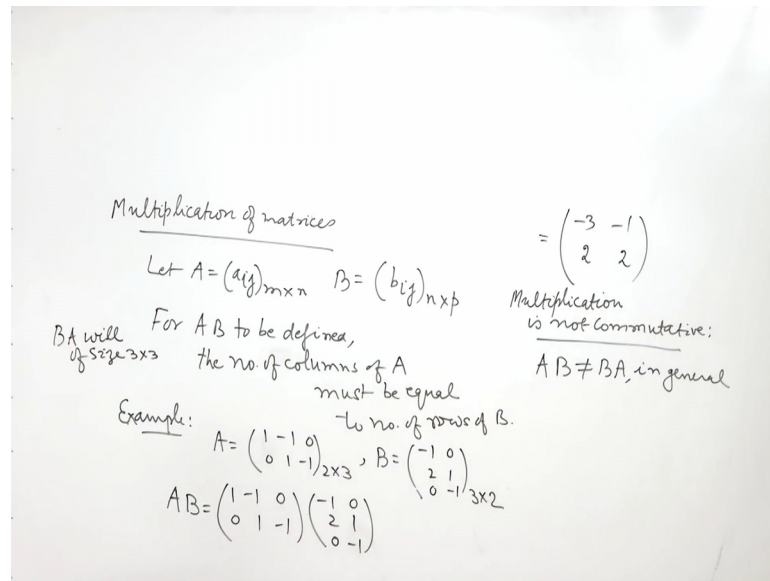 Multiplication of matrices
Let A = (aij)m×n B = (bij)n×p
For AB to be defined,
the no. of columns of A
must be equal
to no. of rows of B.
BA will
of size 3×3
Example:
A = (1 -1 0
0 1 -1)2×3 , B = (-1 0
2 1
0 -1)3×2
AB = (1 -1 0
0 1 -1) (-1 0
2 1
0 -1)
= (-3 -1
2 2)
Multiplication
is not commutative:
AB ≠ BA, in general